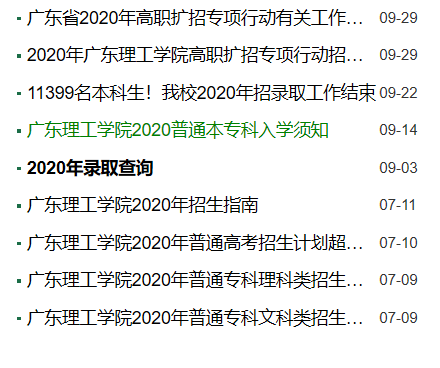 广东省2020年高职扩招专项行动有关工作… 09-29
2020年广东理工学院高职扩招专项行动招… 09-29
11399名本科生！我校2020年招录取工作结束 09-22
广东理工学院2020普通本专科入学须知 09-14
2020年录取查询 09-03
广东理工学院2020年招生指南 07-11
广东理工学院2020年普通高考招生计划超… 07-10
广东理工学院2020年普通专科理科类招生… 07-09
广东理工学院2020年普通专科文科类招生… 07-09